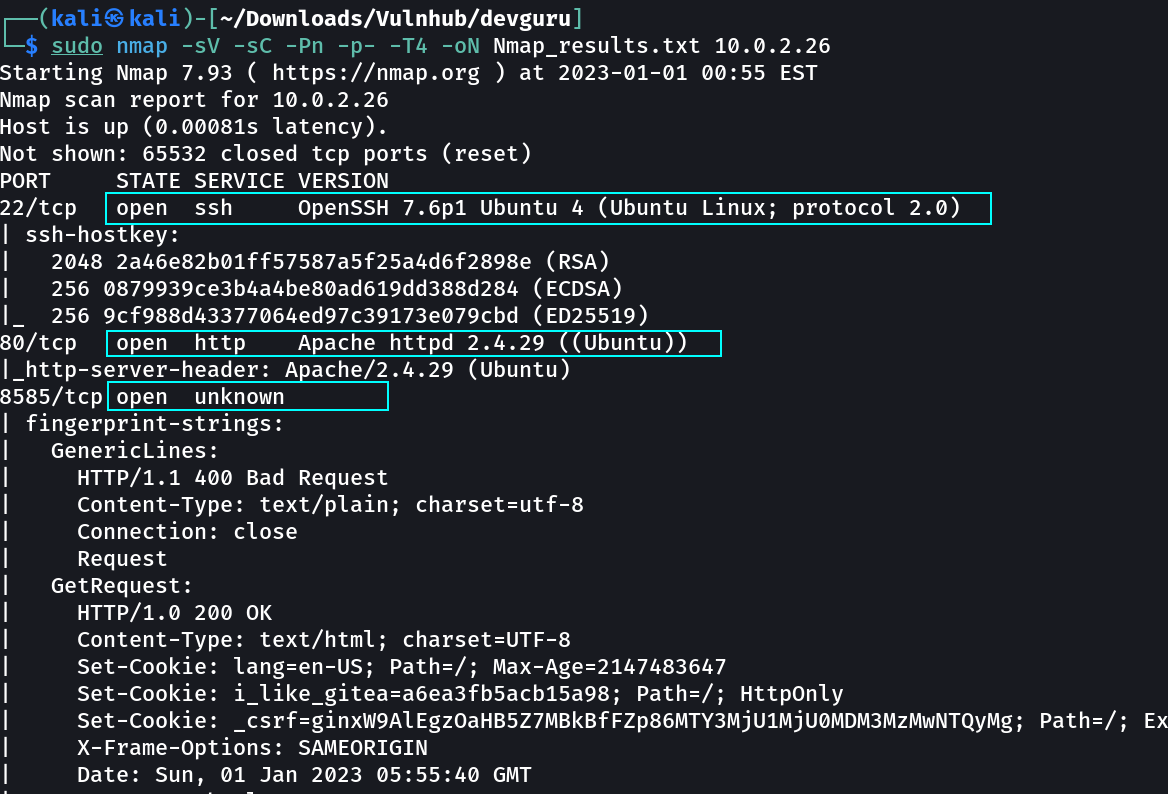 ┌──(kali㉿kali)-[~/Downloads/Vulnhub/devguru]
└─$ sudo nmap -sV -sC -Pn -p- -T4 -oN Nmap_results.txt 10.0.2.26
Starting Nmap 7.93 ( https://nmap.org ) at 2023-01-01 00:55 EST
Nmap scan report for 10.0.2.26
Host is up (0.00081s latency).
Not shown: 65532 closed tcp ports (reset)
PORT     STATE SERVICE VERSION
22/tcp   open  ssh     OpenSSH 7.6p1 Ubuntu 4 (Ubuntu Linux; protocol 2.0)
| ssh-hostkey:
|   2048 2a46e82b01ff57587a5f25a4d6f2898e (RSA)
|   256 0879939ce3b4a4be80ad619dd388d284 (ECDSA)
|_  256 9cf988d43377064ed97c39173e079cbd (ED25519)
80/tcp   open  http    Apache httpd 2.4.29 ((Ubuntu))
|_http-server-header: Apache/2.4.29 (Ubuntu)
8585/tcp open  unknown
| fingerprint-strings:
|   GenericLines:
|     HTTP/1.1 400 Bad Request
|     Content-Type: text/plain; charset=utf-8
|     Connection: close
|     Request
|   GetRequest:
|     HTTP/1.0 200 OK
|     Content-Type: text/html; charset=UTF-8
|     Set-Cookie: lang=en-US; Path=/; Max-Age=2147483647
|     Set-Cookie: i_like_gitea=a6ea3fb5acb15a98; Path=/; HttpOnly
|     Set-Cookie: _csrf=ginxW9AlEgzOaHB5Z7MBkBfFZp86MTY3MjU1MjU0MDM3MzMwNTQyMg; Path=/; Ex
|     X-Frame-Options: SAMEORIGIN
|     Date: Sun, 01 Jan 2023 05:55:40 GMT